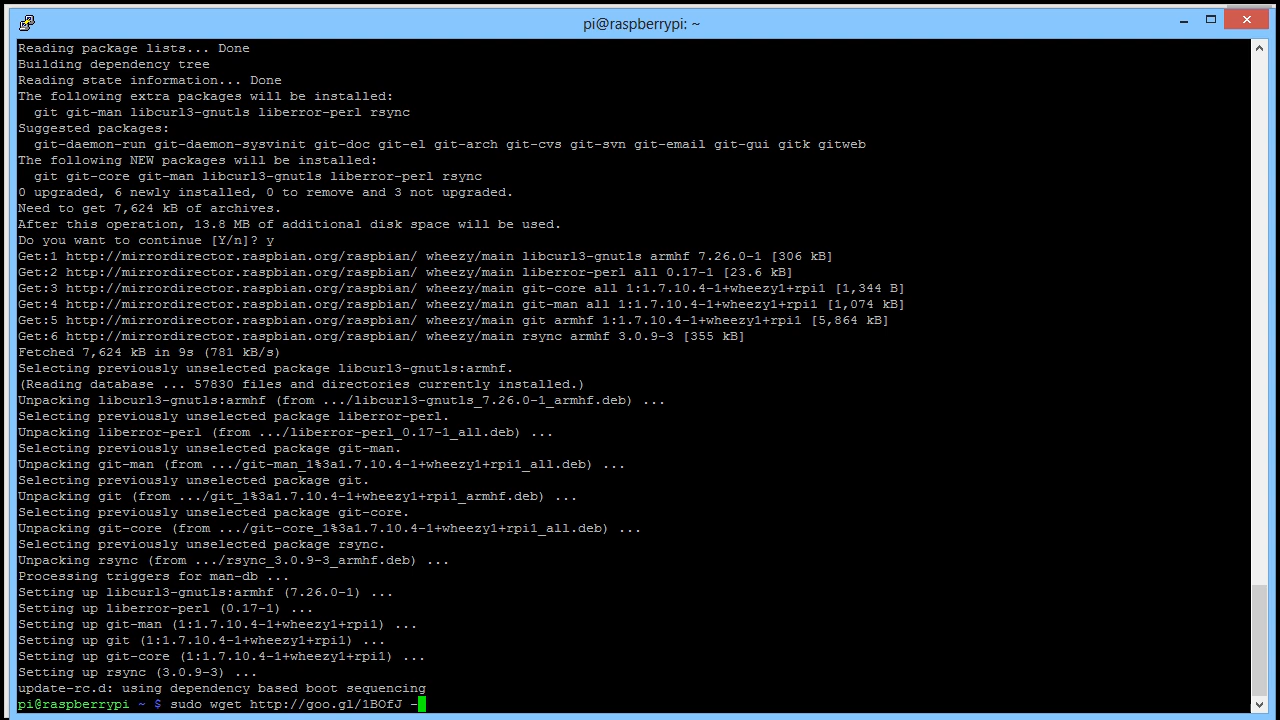 pi@raspberrypi: ~
Reading package lists... Done
Building dependency tree
Reading state information... Done
The following extra packages will be installed:
  git git-man libcurl3-gnutls liberror-perl rsync
Suggested packages:
  git-daemon-run git-daemon-sysvinit git-doc git-el git-arch git-cvs git-svn git-email git-gui gitk gitweb
The following NEW packages will be installed:
  git git-core git-man libcurl3-gnutls liberror-perl rsync
0 upgraded, 6 newly installed, 0 to remove and 3 not upgraded.
Need to get 7,624 kB of archives.
After this operation, 13.8 MB of additional disk space will be used.
Do you want to continue [Y/n]? y
Get:1 http://mirrordirector.raspbian.org/raspbian/ wheezy/main libcurl3-gnutls armhf 7.26.0-1 [306 kB]
Get:2 http://mirrordirector.raspbian.org/raspbian/ wheezy/main liberror-perl all 0.17-1 [23.6 kB]
Get:3 http://mirrordirector.raspbian.org/raspbian/ wheezy/main git-core all 1:1.7.10.4-1+wheezy1+rpi1 [1,344 B]
Get:4 http://mirrordirector.raspbian.org/raspbian/ wheezy/main git-man all 1:1.7.10.4-1+wheezy1+rpi1 [1,074 kB]
Get:5 http://mirrordirector.raspbian.org/raspbian/ wheezy/main git armhf 1:1.7.10.4-1+wheezy1+rpi1 [5,864 kB]
Get:6 http://mirrordirector.raspbian.org/raspbian/ wheezy/main rsync armhf 3.0.9-3 [355 kB]
Fetched 7,624 kB in 9s (781 kB/s)
Selecting previously unselected package libcurl3-gnutls:armhf.
(Reading database ... 57830 files and directories currently installed.)
Unpacking libcurl3-gnutls:armhf (from .../libcurl3-gnutls_7.26.0-1_armhf.deb) ...
Selecting previously unselected package liberror-perl.
Unpacking liberror-perl (from .../liberror-perl_0.17-1_all.deb) ...
Selecting previously unselected package git-man.
Unpacking git-man (from .../git-man_1%3a1.7.10.4-1+wheezy1+rpi1_all.deb) ...
Selecting previously unselected package git.
Unpacking git (from .../git_1%3a1.7.10.4-1+wheezy1+rpi1_armhf.deb) ...
Selecting previously unselected package git-core.
Unpacking git-core (from .../git-core_1%3a1.7.10.4-1+wheezy1+rpi1_all.deb) ...
Selecting previously unselected package rsync.
Unpacking rsync (from .../rsync_3.0.9-3_armhf.deb) ...
Processing triggers for man-db ...
Setting up libcurl3-gnutls:armhf (7.26.0-1) ...
Setting up liberror-perl (0.17-1) ...
Setting up git-man (1:1.7.10.4-1+wheezy1+rpi1) ...
Setting up git (1:1.7.10.4-1+wheezy1+rpi1) ...
Setting up git-core (1:1.7.10.4-1+wheezy1+rpi1) ...
Setting up rsync (3.0.9-3) ...
update-rc.d: using dependency based boot sequencing
pi@raspberrypi ~ $ sudo wget http://goo.gl/1BOfJ -